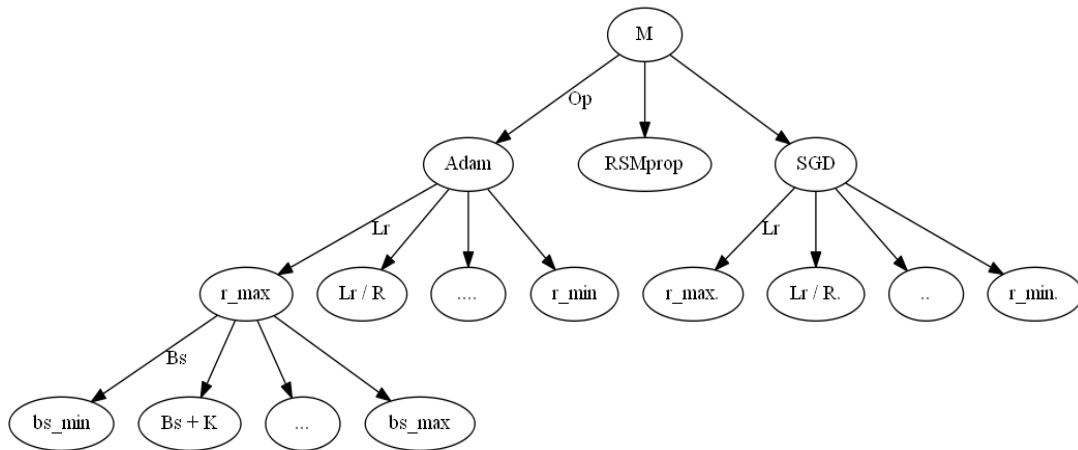 M
Op
Adam
RSMprop
SGD
Lr
Lr
r_max
Lr / R
....
r_min
r_max.
Lr / R.
..
r_min.
Bs
bs_min
Bs + K
...
bs_max